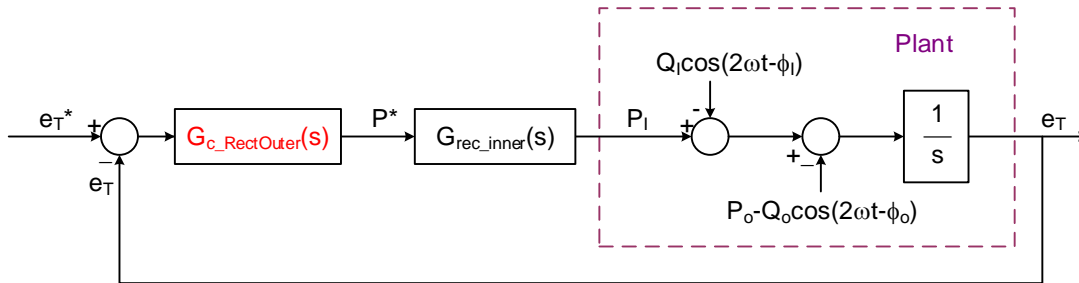 Plant
Q_I cos(2ωt-ϕ_I)
e_T*
+
−
G_c_RectOuter(s)
P*
G_rec_inner(s)
P_I
-
+
+
−
1
s
e_T
e_T
P_o-Q_o cos(2ωt-ϕ_o)